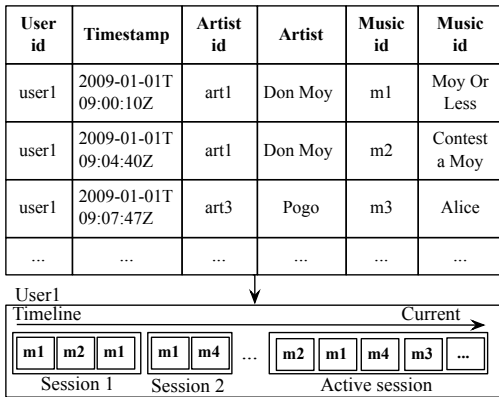 User id Timestamp Artist id Artist Music id Music id
user1 2009-01-01T 09:00:10Z art1 Don Moy m1 Moy Or Less
user1 2009-01-01T 09:04:40Z art1 Don Moy m2 Contest a Moy
user1 2009-01-01T 09:07:47Z art3 Pogo m3 Alice
... ... ... ... ... ...
User1
Timeline Current
m1 m2 m1 m1 m4 ... m2 m1 m4 m3 ...
Session 1 Session 2 Active session